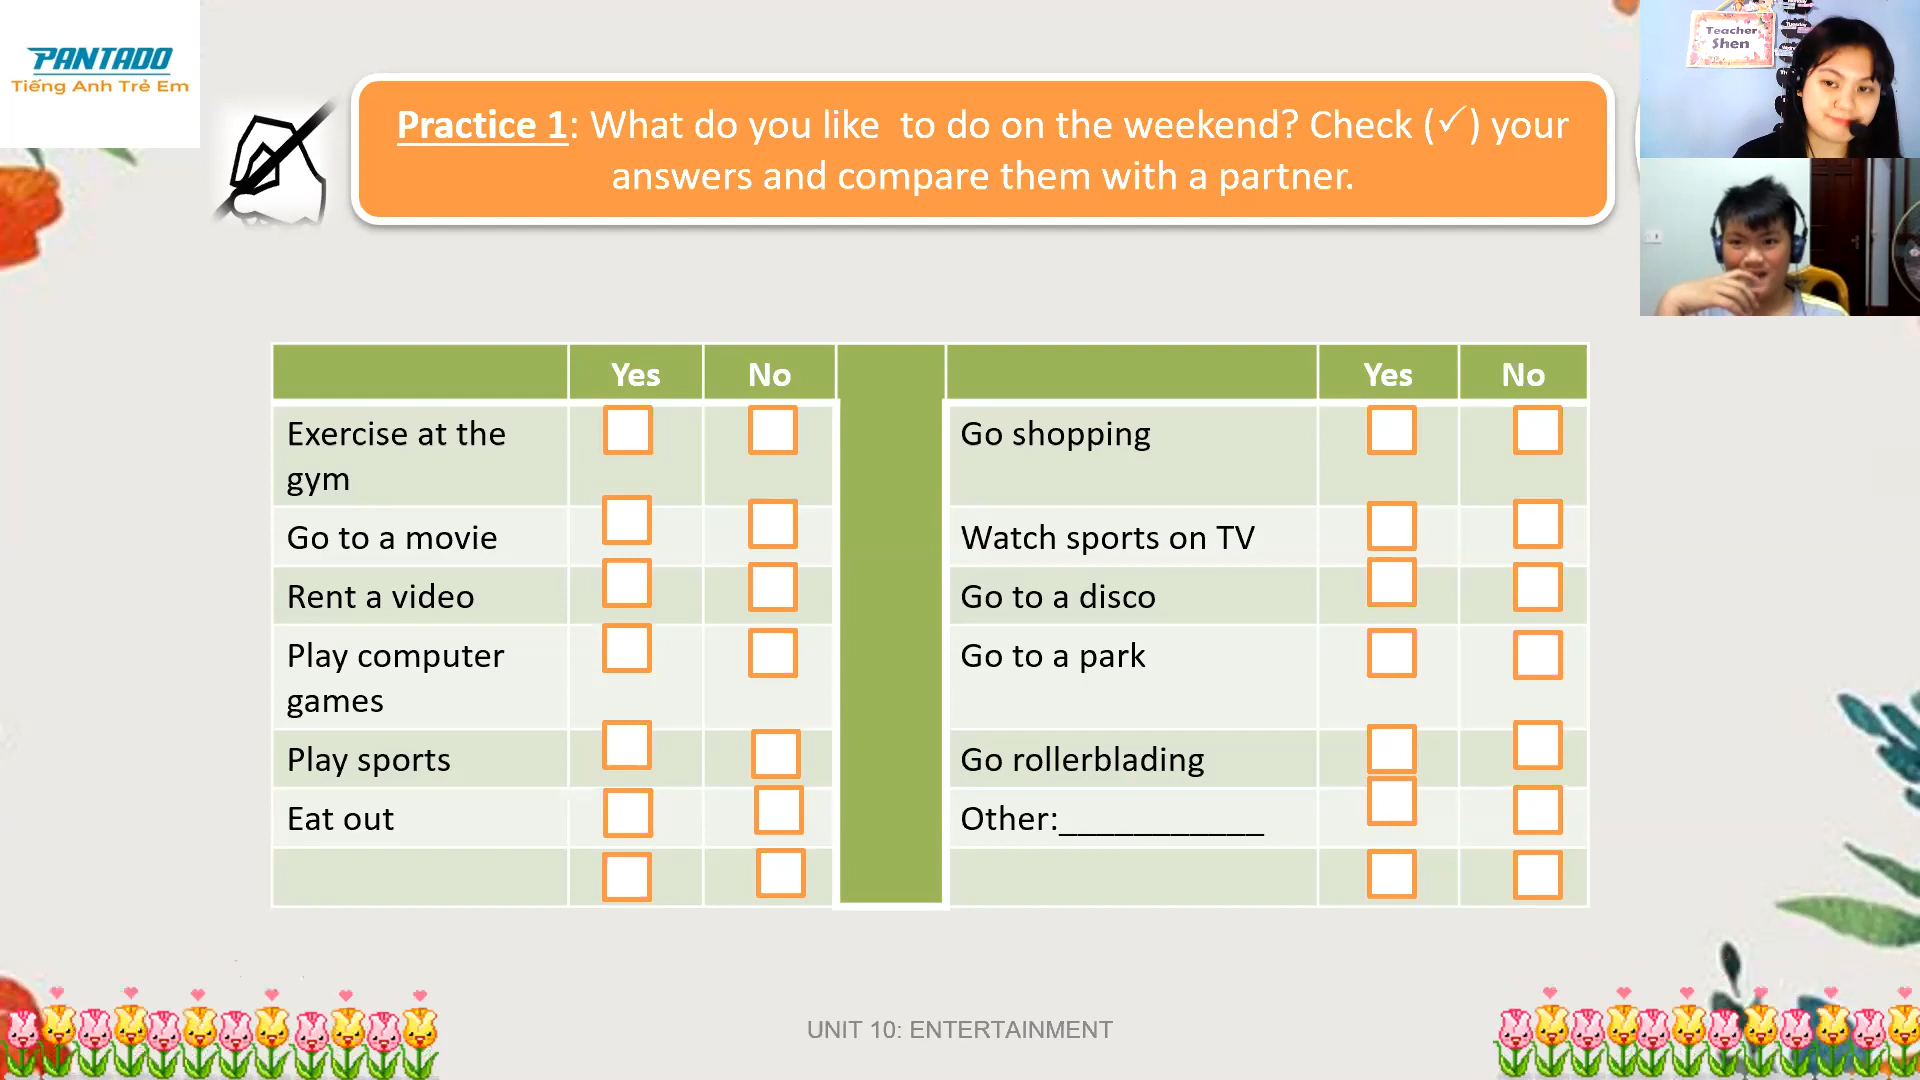 PANTADO
Tiếng Anh Trẻ Em
Practice 1: What do you like to do on the weekend? Check (✓) your
answers and compare them with a partner.
Teacher
Shen
Yes No Yes No
Exercise at the
gym
Go shopping
Go to a movie
Watch sports on TV
Rent a video
Go to a disco
Play computer
games
Go to a park
Play sports
Go rollerblading
Eat out
Other:___________
UNIT 10: ENTERTAINMENT